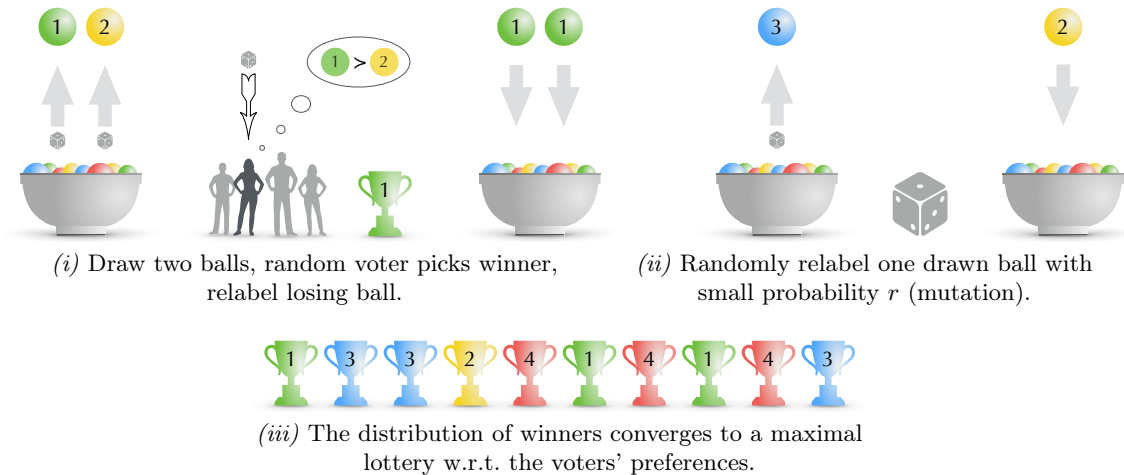 1 2
1 > 2
1
1 1
3
2
(i) Draw two balls, random voter picks winner,
relabel losing ball.
(ii) Randomly relabel one drawn ball with
small probability r (mutation).
1 3 3 2 4 1 4 1 4 3
(iii) The distribution of winners converges to a maximal
lottery w.r.t. the voters' preferences.